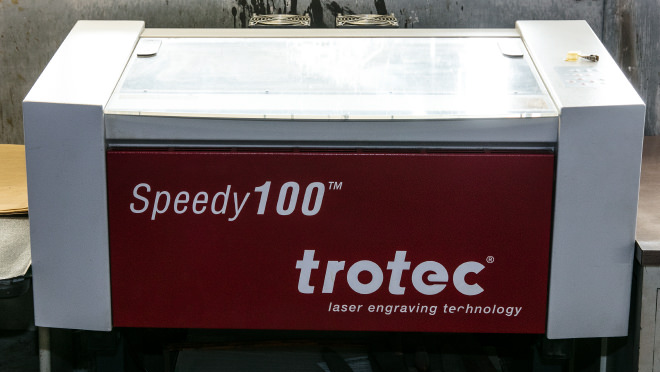 Speedy100™
trotec®
laser engraving technology